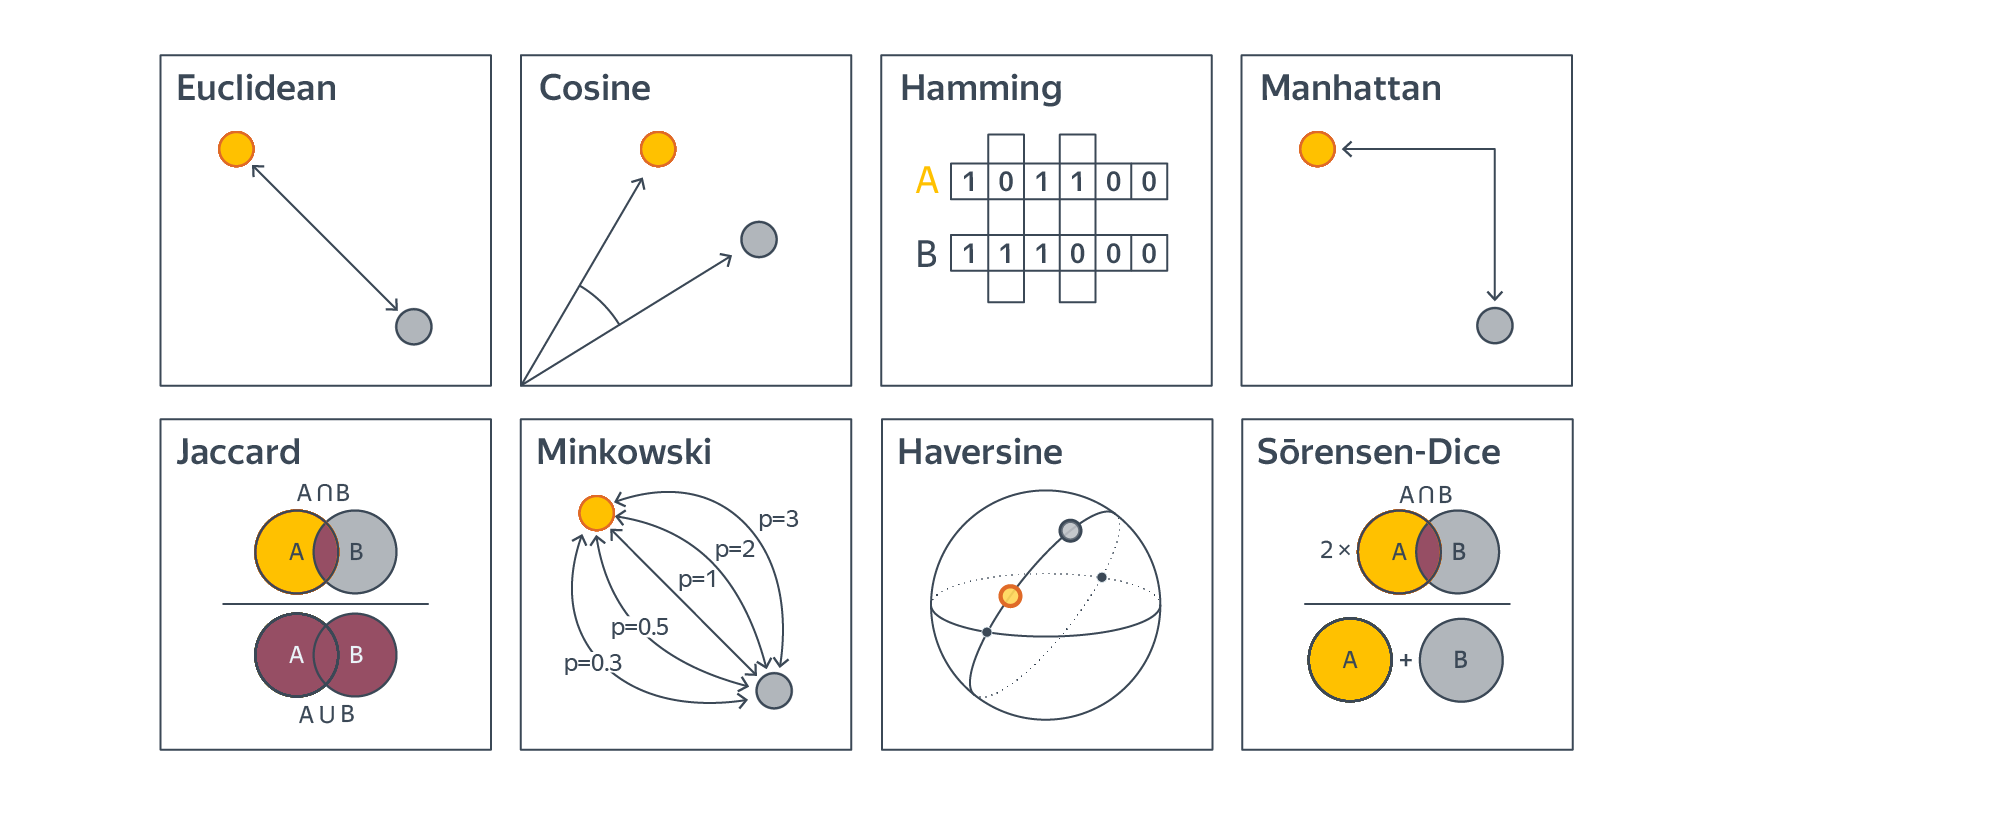 Euclidean
Cosine
Hamming
A 1 0 1 1 0 0
B 1 1 1 0 0 0
Manhattan
Jaccard
A∩B
A B
A B
A∪B
Minkowski
p=3
p=2
p=1
p=0.5
p=0.3
Haversine
Sōrensen-Dice
A∩B
2× A B
A + B